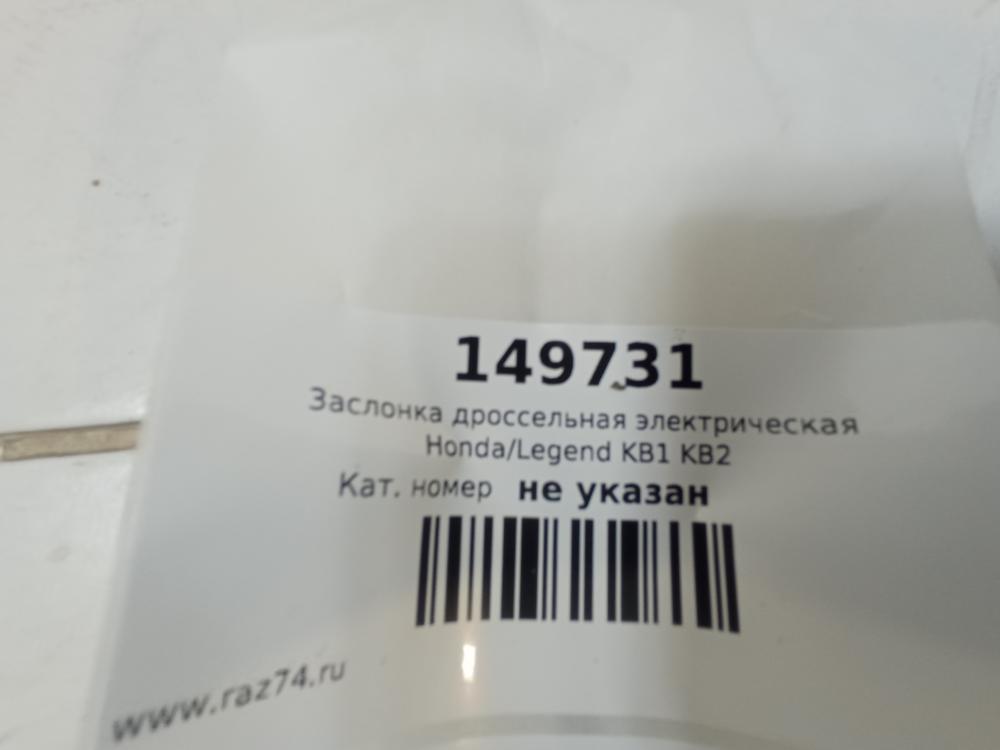 149731
Заслонка дроссельная электрическая
Honda/Legend KB1 KB2
Кат. номер не указан
www.raz74.ru